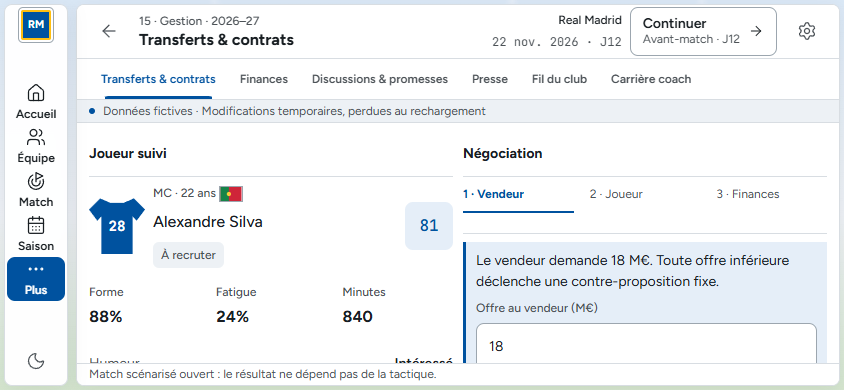 RM
15 · Gestion · 2026–27
Transferts & contrats
Real Madrid
22 nov. 2026 · J12
Continuer
Avant-match · J12
Transferts & contrats
Finances
Discussions & promesses
Presse
Fil du club
Carrière coach
Données fictives · Modifications temporaires, perdues au rechargement
Accueil
Équipe
Match
Saison
Plus
Joueur suivi
MC · 22 ans
28
Alexandre Silva
À recruter
81
Forme
Fatigue
Minutes
88%
24%
840
Humeur
Intéressé
Négociation
1 · Vendeur
2 · Joueur
3 · Finances
Le vendeur demande 18 M€. Toute offre inférieure
déclenche une contre-proposition fixe.
Offre au vendeur (M€)
18
Match scénarisé ouvert : le résultat ne dépend pas de la tactique.